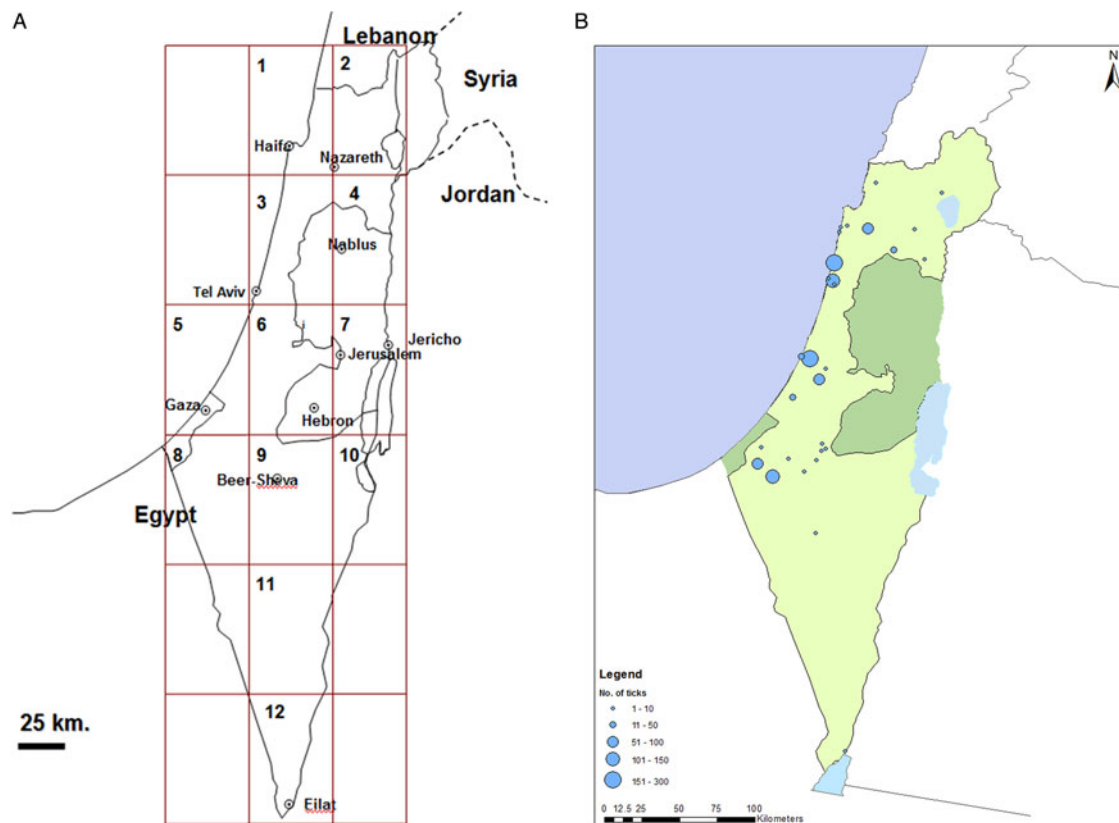 A
Lebanon
1
2
Syria
Haifa
Nazareth
3
4
Jordan
Nablus
Tel Aviv
5
6
7
Jericho
Jerusalem
Gaza
Hebron
8
9
10
Beer-Sheva
Egypt
11
12
25 km.
Eilat
B
N
Legend
No. of ticks
1 - 10
11 - 50
51 - 100
101 - 150
151 - 300
0 12.5 25 50 75 100
Kilometers